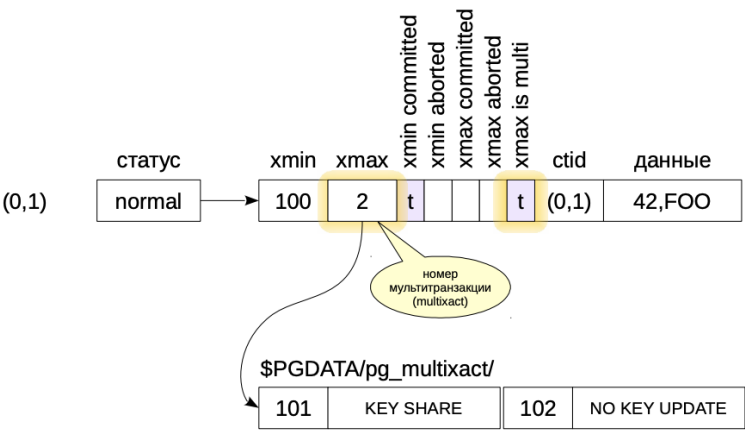 xmin committed
xmin aborted
xmax committed
xmax aborted
xmax is multi
статус xmin xmax ctid данные
(0,1) normal 100 2 t t (0,1) 42,FOO
номер
мультитранзакции
(multixact)
$PGDATA/pg_multixact/
101 KEY SHARE 102 NO KEY UPDATE